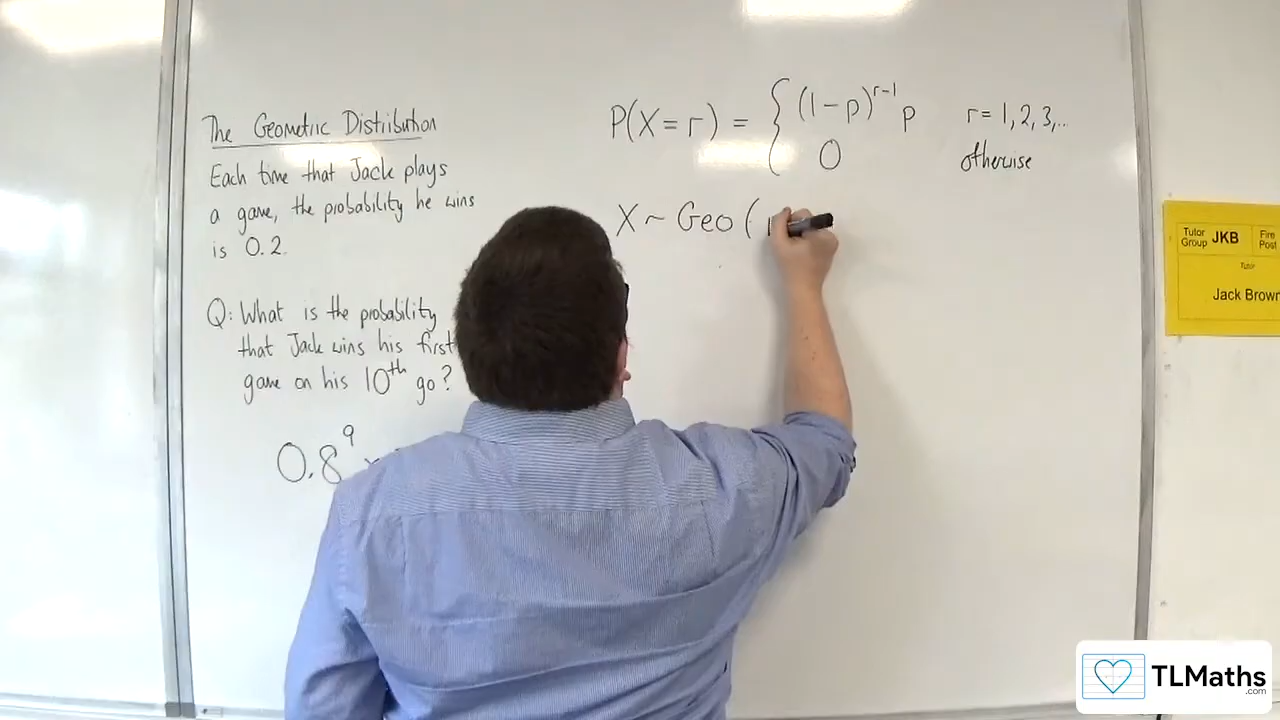 The Geometric Distribution
Each time that Jack plays
a game, the probability he wins
is 0.2.
Q: What is the probability
that Jack wins his first
game on his 10th go?
0.8^9
P(X = r) = { (1-p)^{r-1} p    r = 1, 2, 3, ...
0    otherwise
X ~ Geo (
Tutor Group JKB
Fire Post
Tutor
Jack Brown
TLMaths
.com